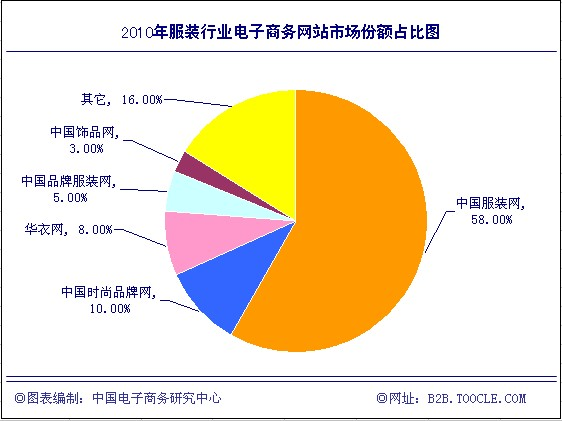 2010年服装行业电子商务网站市场份额占比图
其它, 16.00%
中国饰品网,
3.00%
中国品牌服装网,
5.00%
华衣网, 8.00%
中国时尚品牌网,
10.00%
中国服装网,
58.00%
◎图表编制：中国电子商务研究中心
◎网址：B2B.TOOCLE.COM